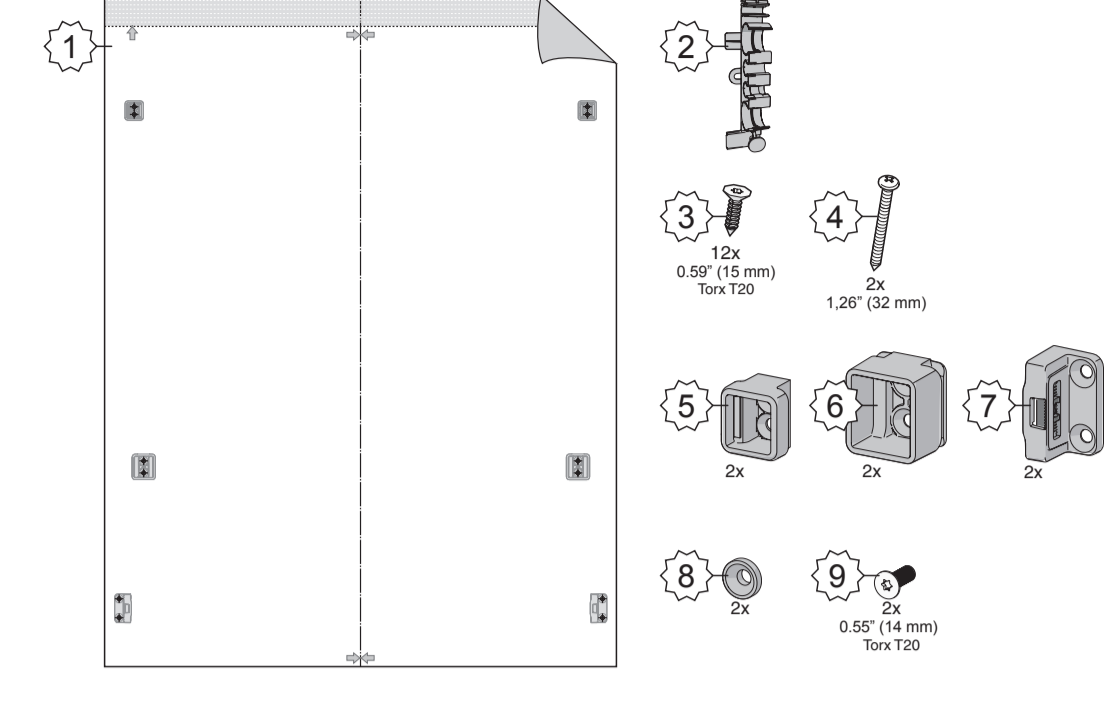 1
2
3
12x
0.59” (15 mm)
Torx T20
4
2x
1,26” (32 mm)
5
2x
6
2x
7
2x
8
2x
9
2x
0.55” (14 mm)
Torx T20